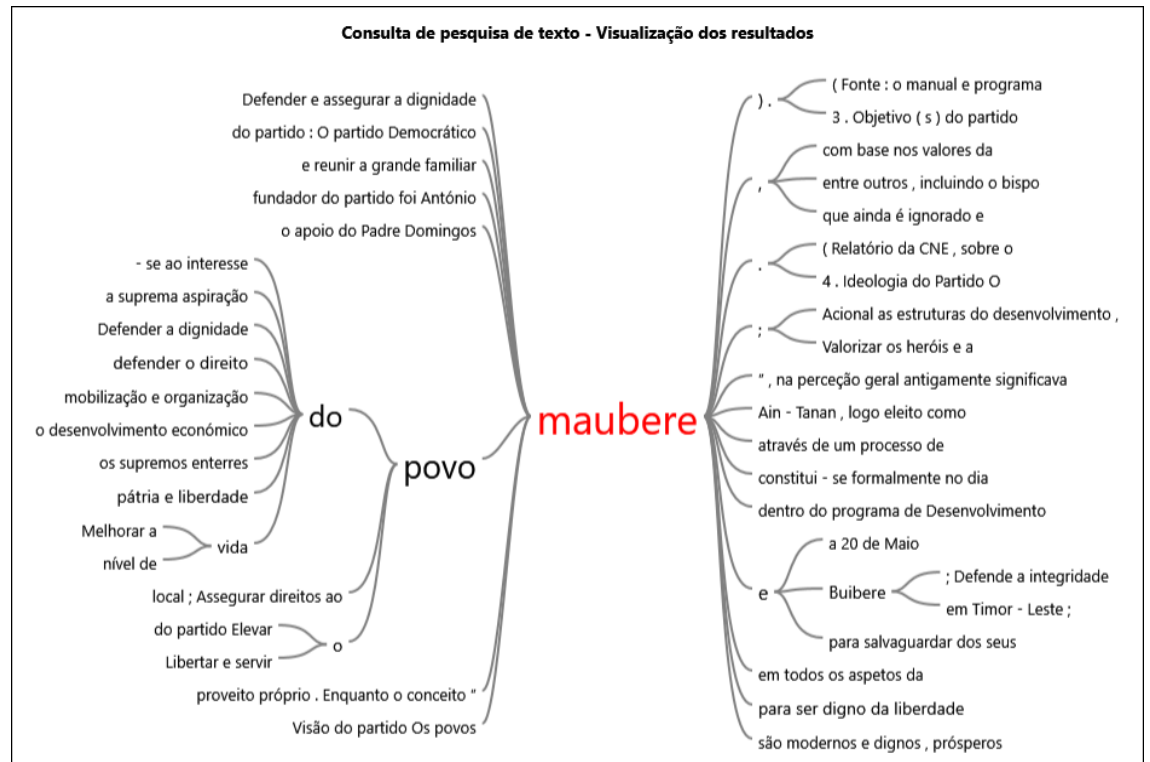 Consulta de pesquisa de texto - Visualização dos resultados
Defender e assegurar a dignidade
do partido : O partido Democrático
e reunir a grande familiar
fundador do partido foi António
o apoio do Padre Domingos
- se ao interesse
a suprema aspiração
Defender a dignidade
defender o direito
mobilização e organização
o desenvolvimento económico
os supremos enterres
pátria e liberdade
Melhorar a
nível de
vida
do
local ; Assegurar direitos ao
do partido Elevar
Libertar e servir
o
povo
proveito próprio . Enquanto o conceito "
Visão do partido Os povos
maubere
) .
( Fonte : o manual e programa
3 . Objetivo ( s ) do partido
,
com base nos valores da
entre outros , incluindo o bispo
que ainda é ignorado e
.
( Relatório da CNE , sobre o
4 . Ideologia do Partido O
;
Acional as estruturas do desenvolvimento ,
Valorizar os heróis e a
" , na perceção geral antigamente significava
Ain - Tanan , logo eleito como
através de um processo de
constitui - se formalmente no dia
dentro do programa de Desenvolvimento
e
a 20 de Maio
Buibere
; Defende a integridade
em Timor - Leste ;
para salvaguardar dos seus
em todos os aspetos da
para ser digno da liberdade
são modernos e dignos , prósperos